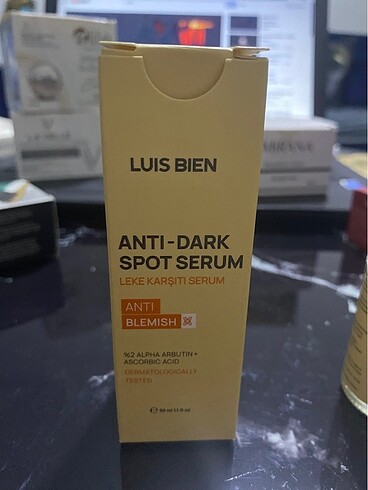 LUIS BIEN
ANTI-DARK
SPOT SERUM
LEKE KARŞITI SERUM
ANTI
BLEMISH
%2 ALPHA ARBUTIN +
ASCORBIC ACID
DERMATOLOGICALLY
TESTED